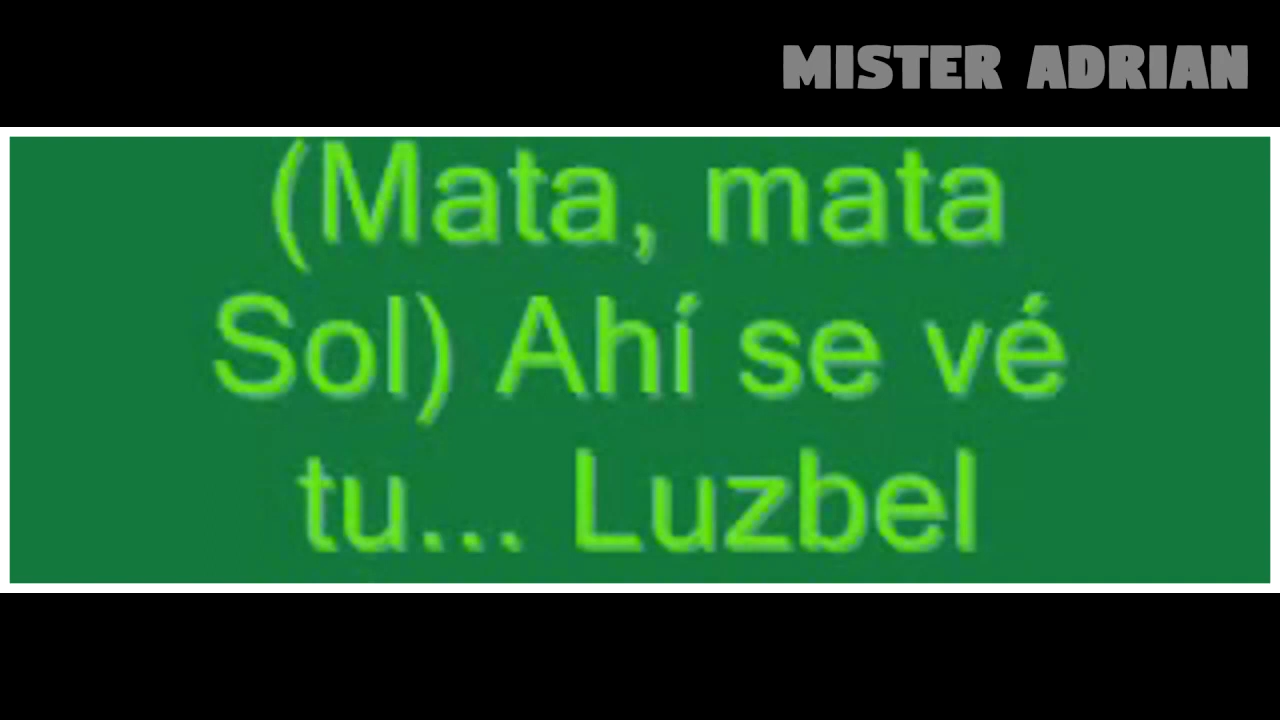 MISTER ADRIAN
(Mata, mata
Sol) Ahí se vé
tu... Luzbel